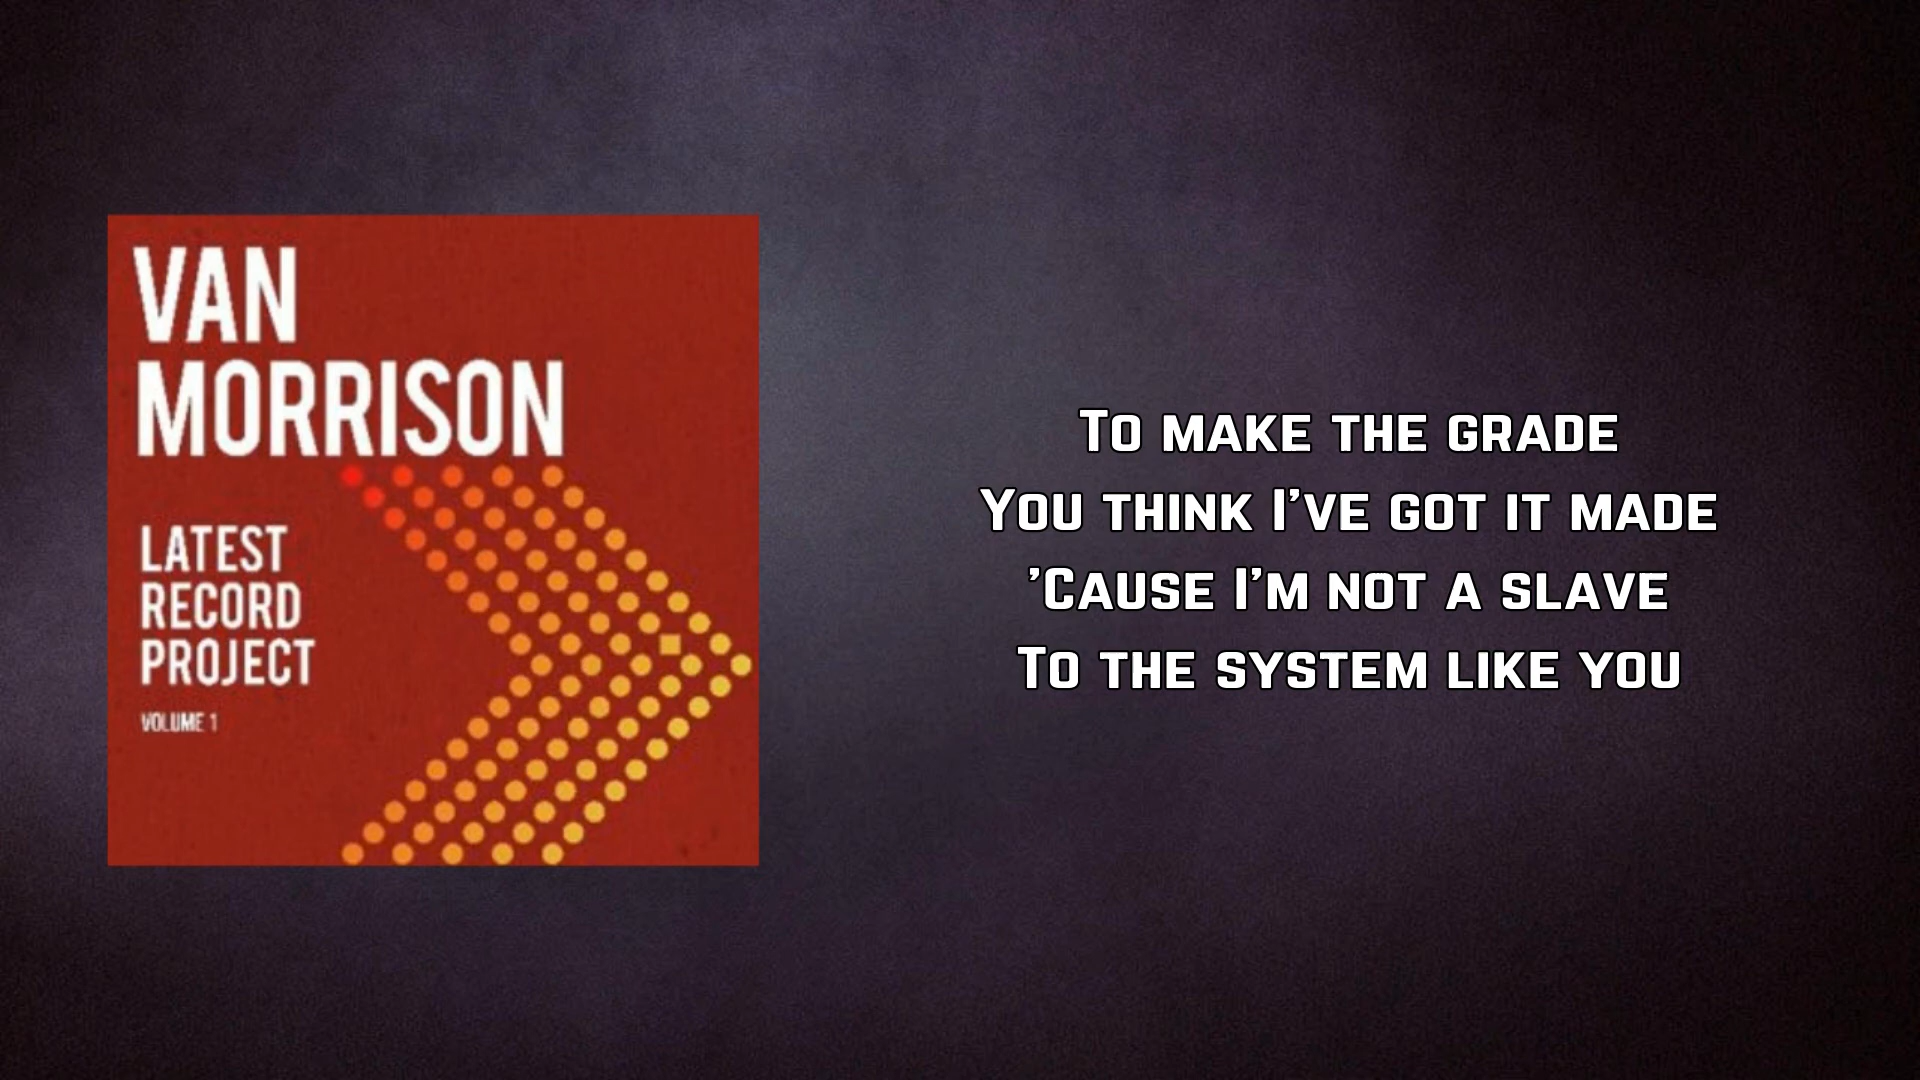 VAN
MORRISON
LATEST
RECORD
PROJECT
VOLUME 1
To make the grade
You think I've got it made
'Cause I'm not a slave
To the system like you